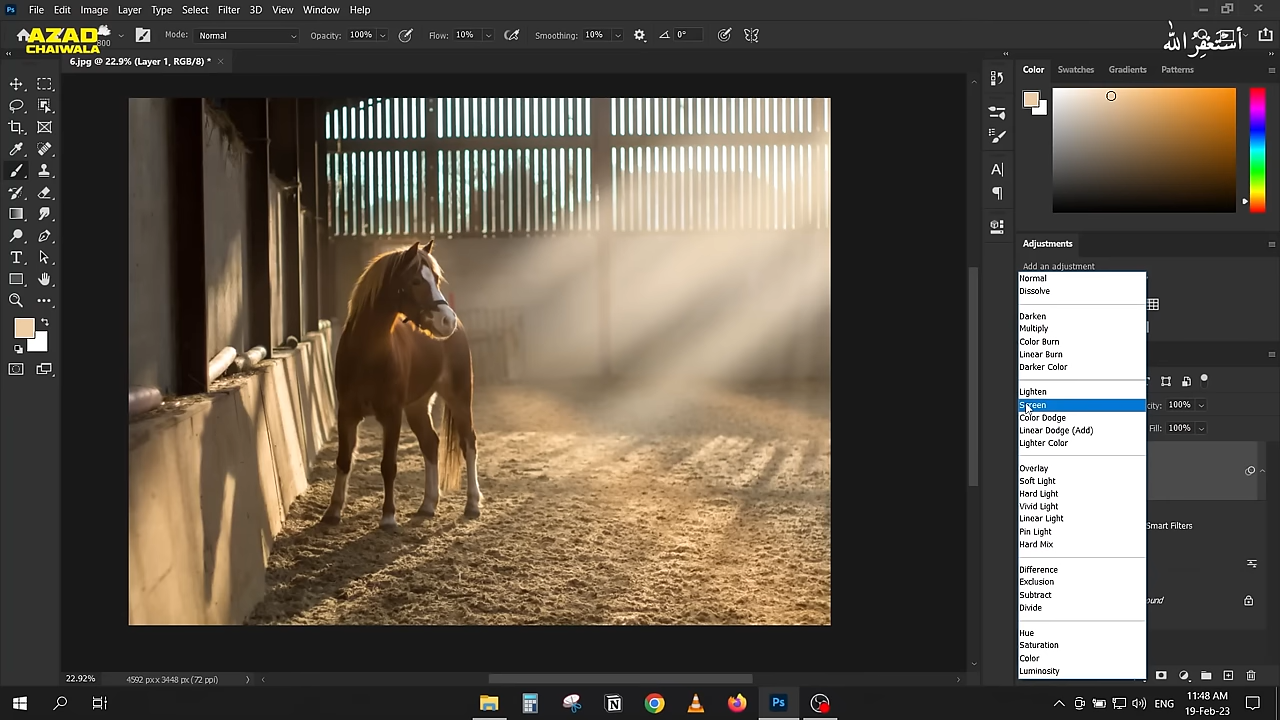 Ps File Edit Image Layer Type Select Filter 3D View Window Help
AZAD
CHAIWALA
800 Mode: Normal Opacity: 100% Flow: 10% Smoothing: 10% 0°
أستغفر الله
6.jpg @ 22.9% (Layer 1, RGB/8) *
Color Swatches Gradients Patterns
Adjustments
Add an adjustment
Normal
Dissolve
Darken
Multiply
Color Burn
Linear Burn
Darker Color
Lighten
Screen
Color Dodge
Linear Dodge (Add)
Lighter Color
Overlay
Soft Light
Hard Light
Vivid Light
Linear Light
Pin Light
Hard Mix
Difference
Exclusion
Subtract
Divide
Hue
Saturation
Color
Luminosity
100%
Fill: 100%
Smart Filters
22.92% 4592 px x 3448 px (72 ppi)
Ps
ENG
11:48 AM
19-Feb-23